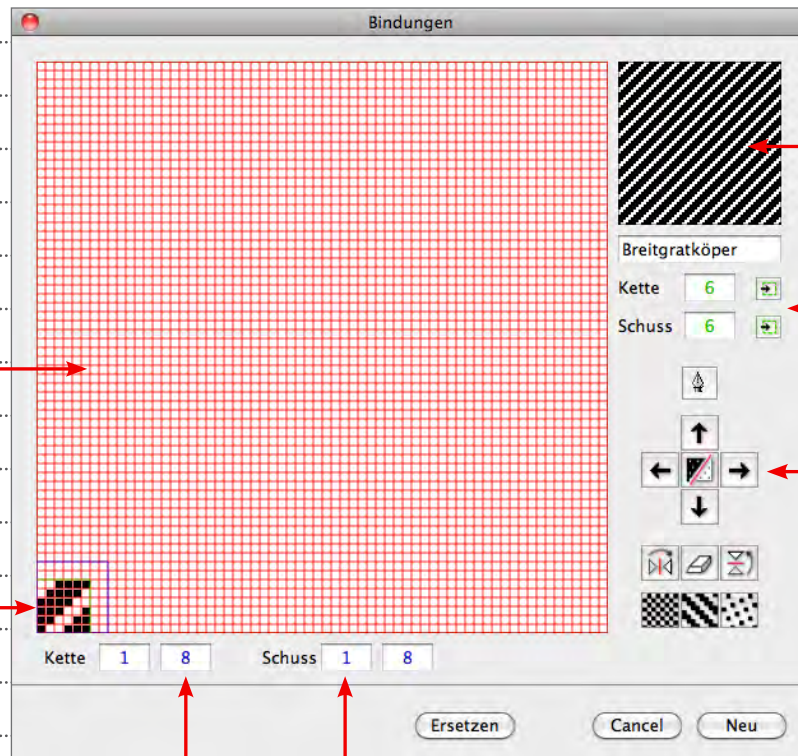 Bindungen
Breitgratköper
Kette 6
Schuss 6
Kette 1 8 Schuss 1 8
Ersetzen Cancel Neu